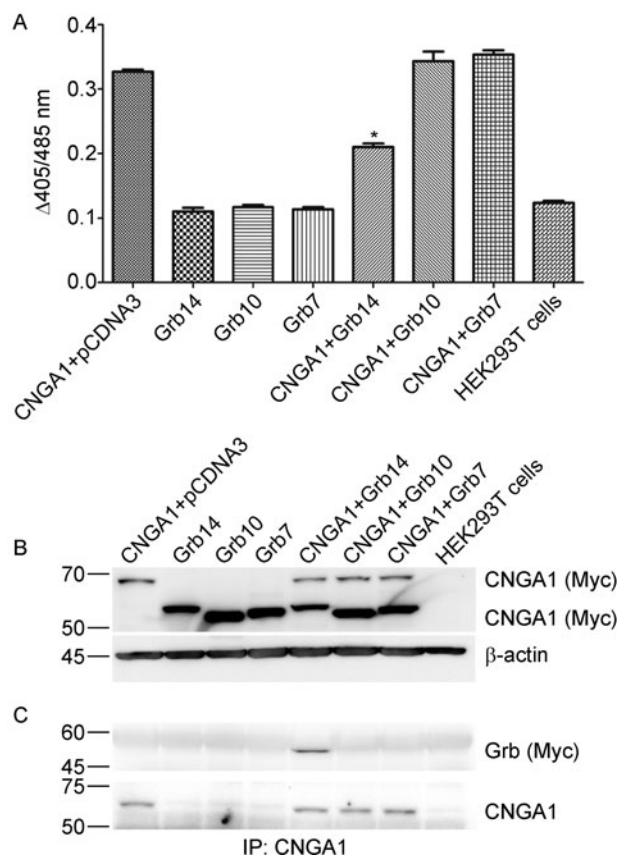 A
Δ405/485 nm
0.4
0.3
0.2
0.1
0.0
*
CNGA1+pCDNA3
Grb14
Grb10
Grb7
CNGA1+Grb14
CNGA1+Grb10
CNGA1+Grb7
HEK293T cells
CNGA1+pCDNA3
Grb14
Grb10
Grb7
CNGA1+Grb14
CNGA1+Grb10
CNGA1+Grb7
HEK293T cells
B
70
CNGA1 (Myc)
CNGA1 (Myc)
50
45
β-actin
C
60
Grb (Myc)
45
75
CNGA1
50
IP: CNGA1